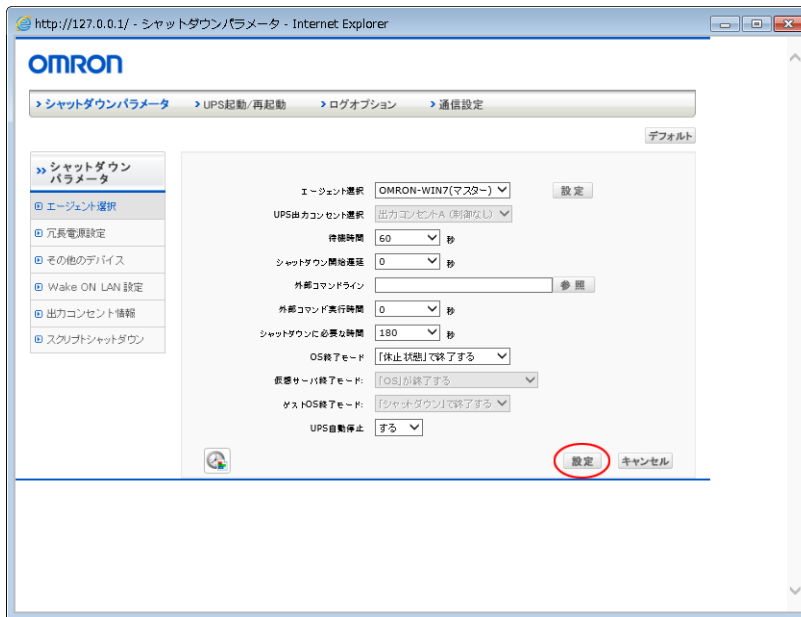 http://127.0.0.1/ - シャットダウンパラメータ - Internet Explorer
OMRON
シャットダウンパラメータ UPS起動/再起動 ログオプション 通信設定
デフォルト
シャットダウン
パラメータ
エージェント選択
冗長電源設定
その他のデバイス
Wake ON LAN 設定
出力コンセント情報
スクリプトシャットダウン
エージェント選択 OMRON-WIN7(マスター) 設定
UPS出力コンセント選択 出力コンセントA (制御なし)
待機時間 60 秒
シャットダウン開始遅延 0 秒
外部コマンドライン 参照
外部コマンド実行時間 0 秒
シャットダウンに必要な時間 180 秒
OS終了モード 「休止状態」で終了する
仮想サーバ終了モード: 「OS」が終了する
ゲストOS終了モード: 「シャットダウン」で終了する
UPS自動停止 する
設定 キャンセル